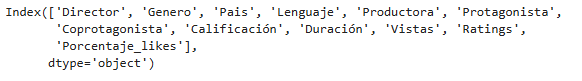 Index(['Director', 'Genero', 'Pais', 'Lenguaje', 'Productora', 'Protagonista',
'Coprotagonista', 'Calificación', 'Duración', 'Vistas', 'Ratings',
'Porcentaje_likes'],
dtype='object')